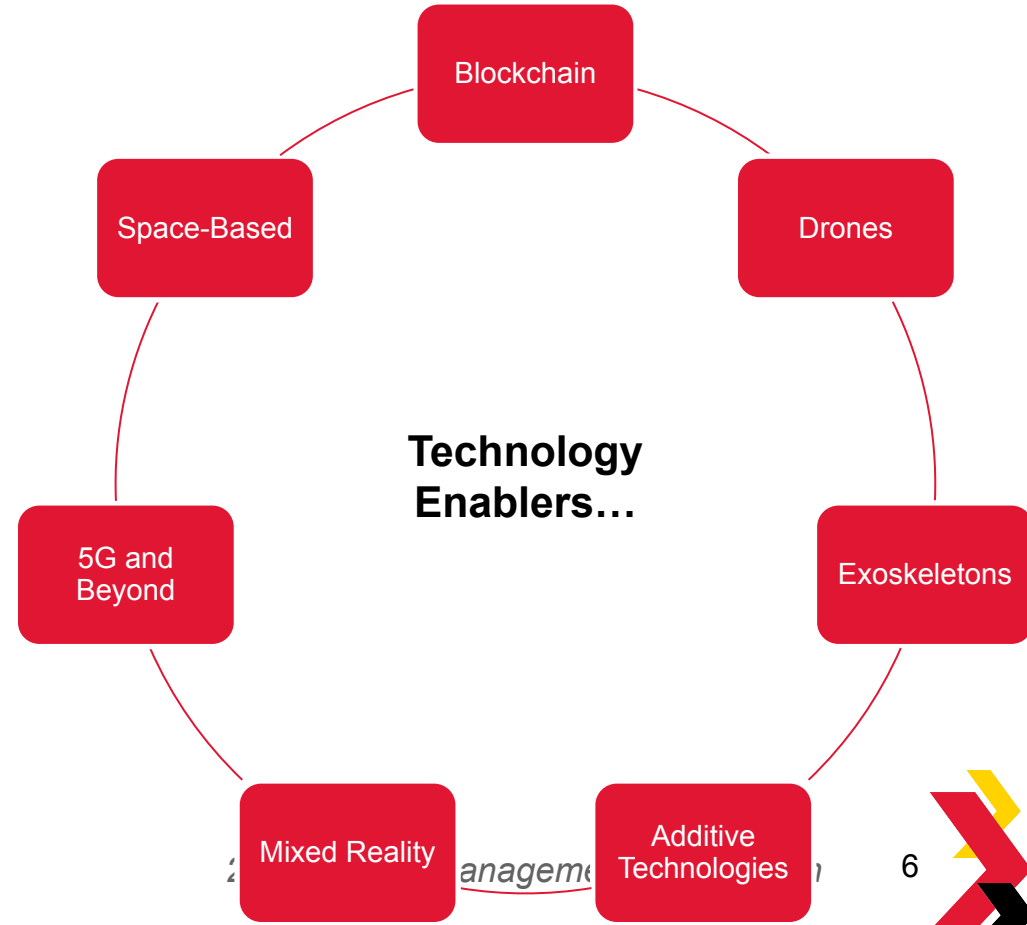 Blockchain
Space-Based
Drones
Technology
Enablers…
5G and
Beyond
Exoskeletons
Mixed Reality
Additive
Technologies
6